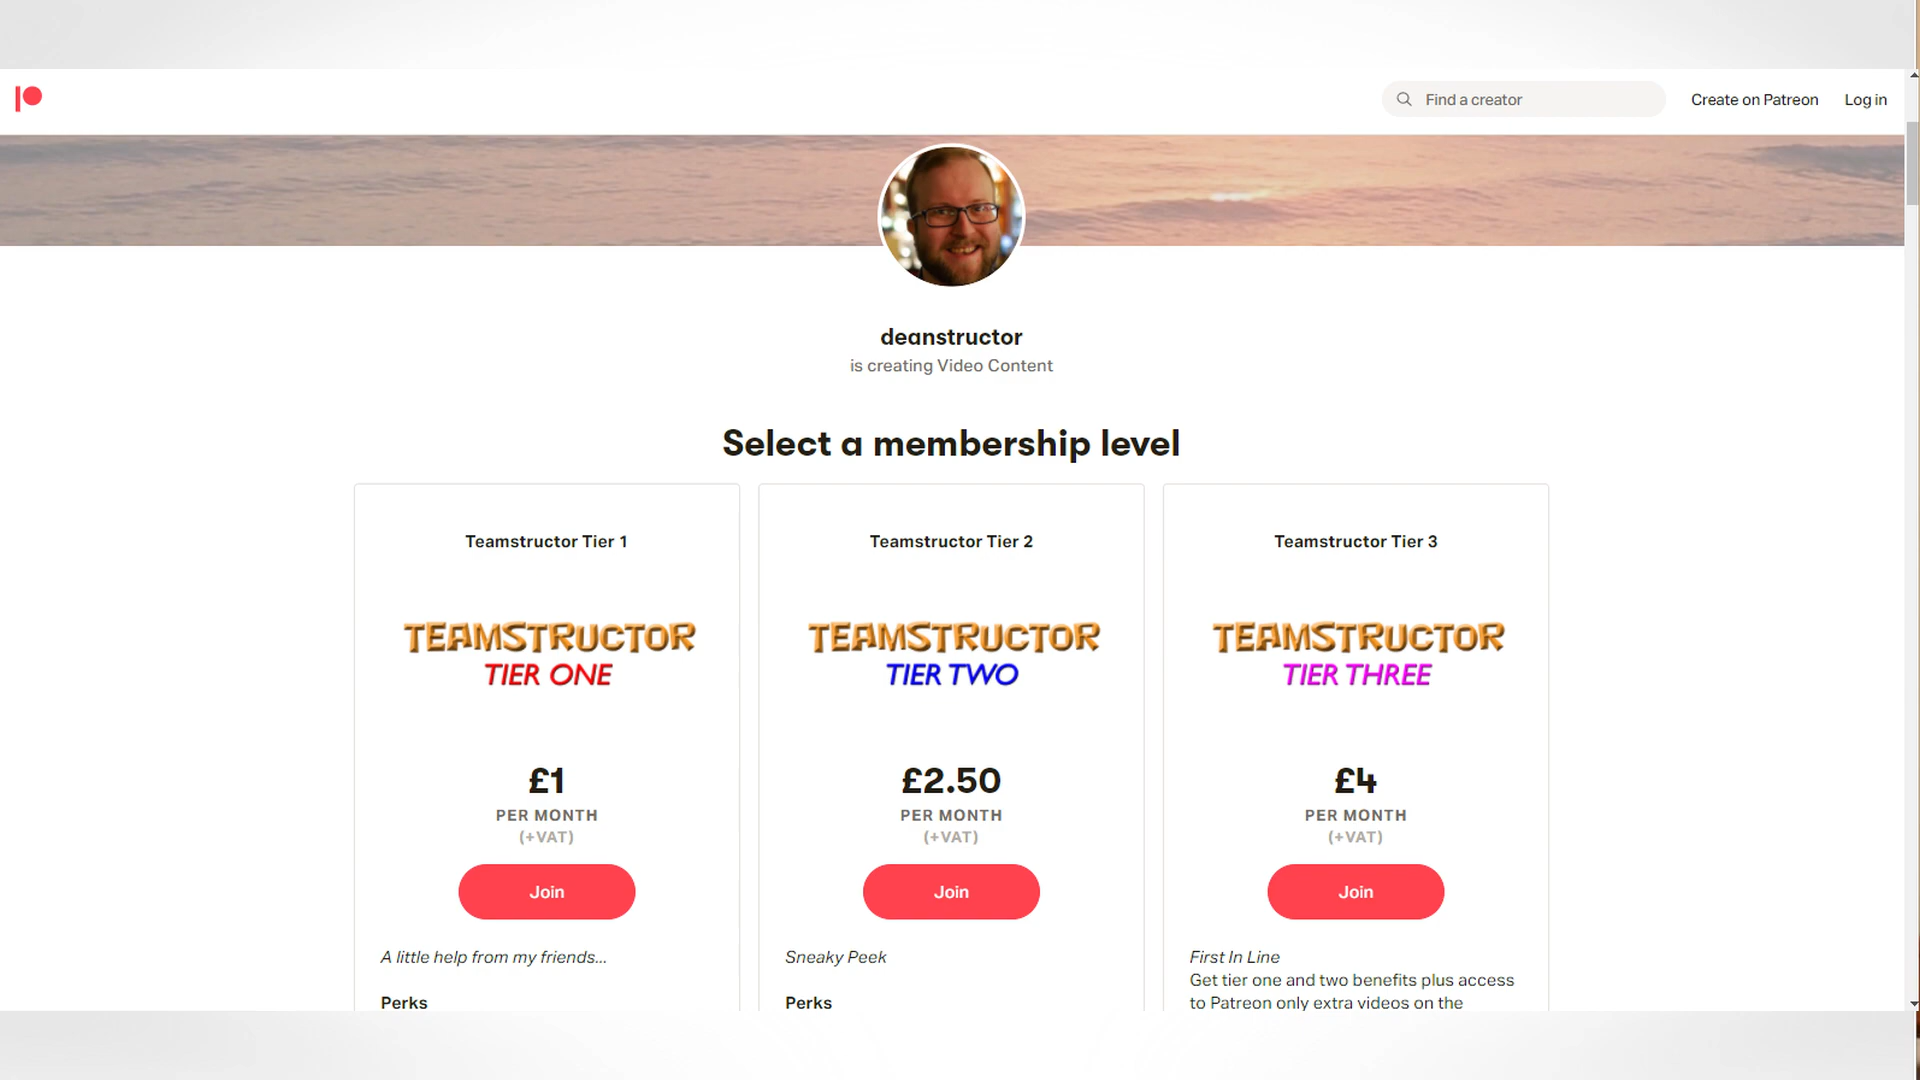 Find a creator
Create on Patreon
Log in
deanstructor
is creating Video Content
Select a membership level
Teamstructor Tier 1
TEAMSTRUCTOR
TIER ONE
£1
PER MONTH
(+VAT)
Join
A little help from my friends...
Perks
Teamstructor Tier 2
TEAMSTRUCTOR
TIER TWO
£2.50
PER MONTH
(+VAT)
Join
Sneaky Peek
Perks
Teamstructor Tier 3
TEAMSTRUCTOR
TIER THREE
£4
PER MONTH
(+VAT)
Join
First In Line
Get tier one and two benefits plus access
to Patreon only extra videos on the